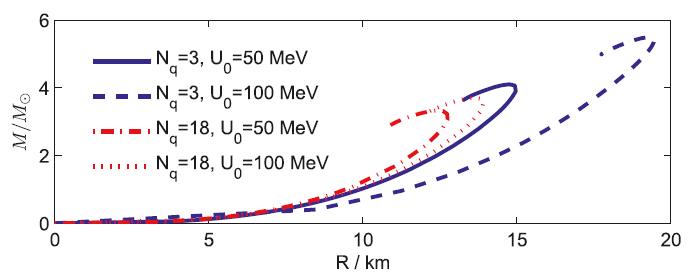 6
4
2
0
M/M⊙
N_q=3, U_0=50 MeV
N_q=3, U_0=100 MeV
N_q=18, U_0=50 MeV
N_q=18, U_0=100 MeV
0 5 10 15 20
R / km